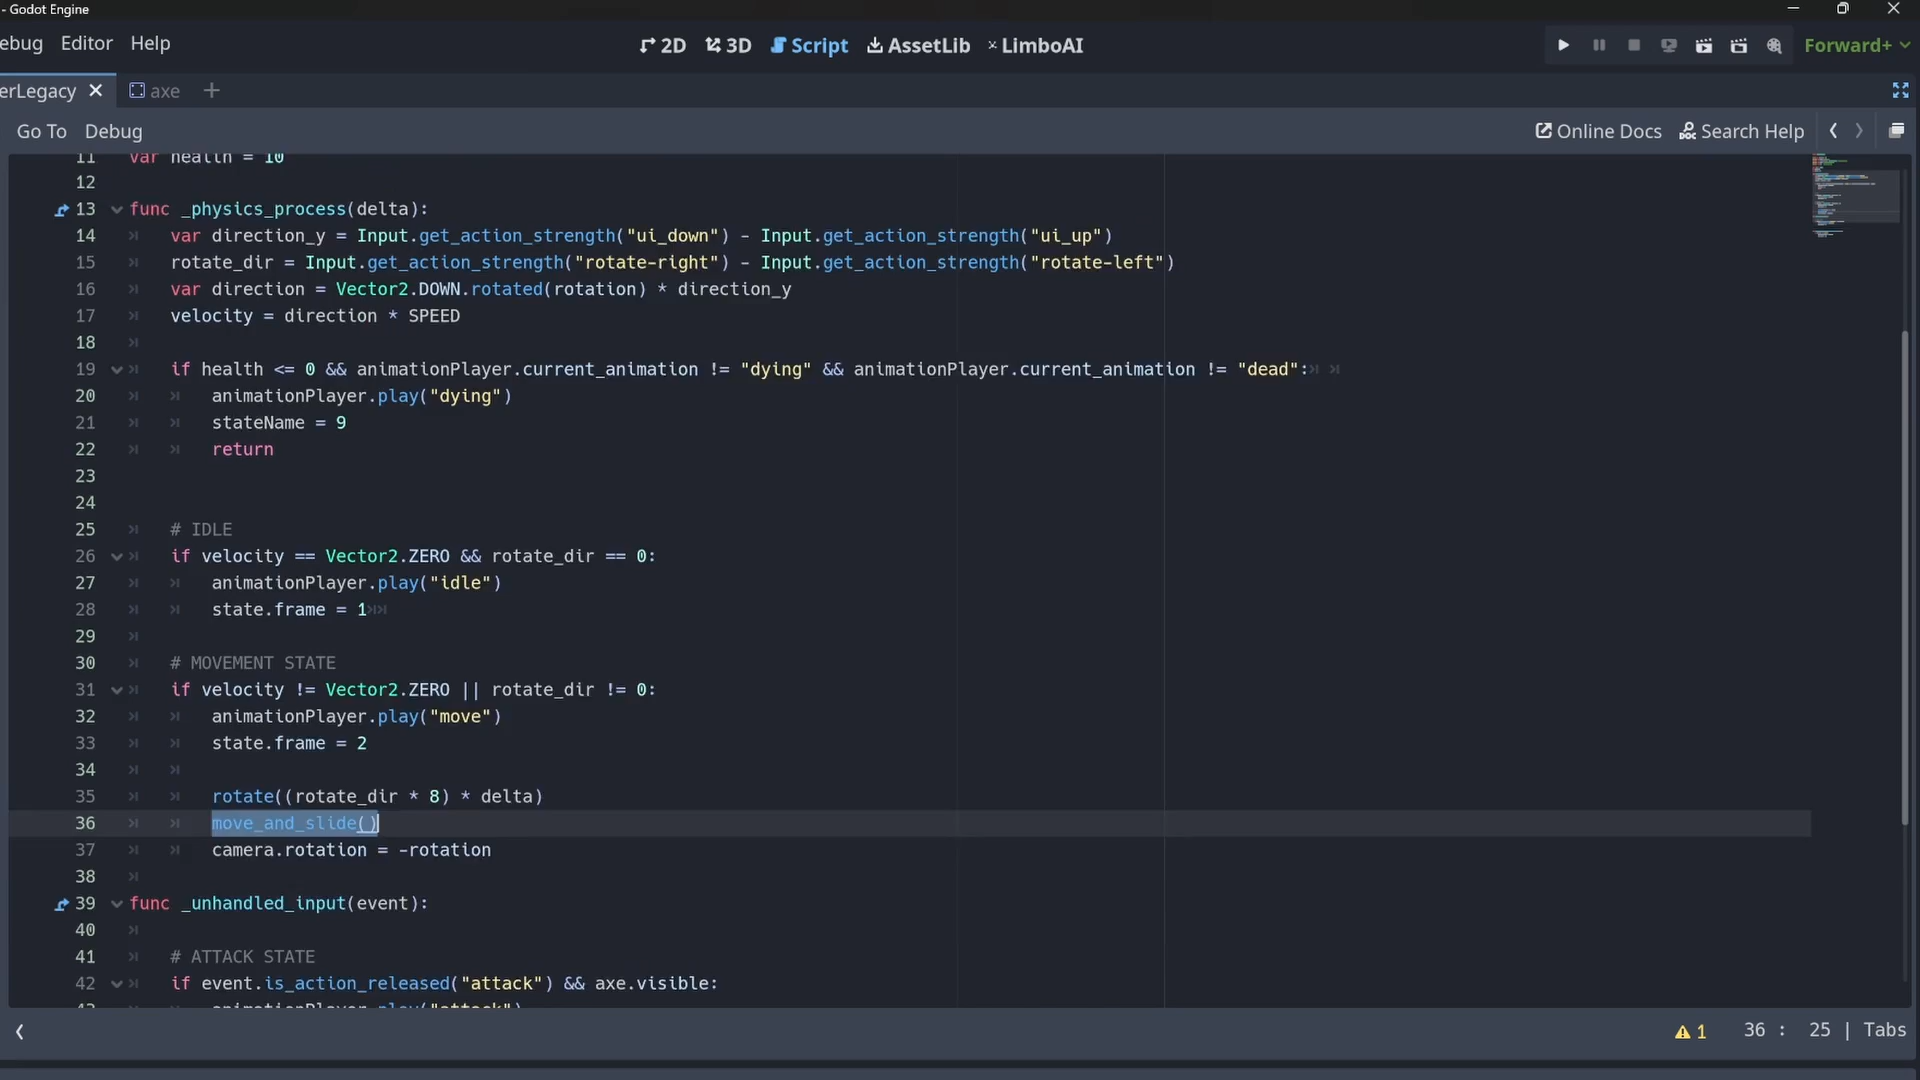 - Godot Engine
ebug Editor Help
2D 3D Script AssetLib LimboAI
Forward+
erLegacy axe
Go To Debug
Online Docs Search Help
11 var health = 10
12
13 func _physics_process(delta):
14 var direction_y = Input.get_action_strength("ui_down") - Input.get_action_strength("ui_up")
15 rotate_dir = Input.get_action_strength("rotate-right") - Input.get_action_strength("rotate-left")
16 var direction = Vector2.DOWN.rotated(rotation) * direction_y
17 velocity = direction * SPEED
18
19 if health <= 0 && animationPlayer.current_animation != "dying" && animationPlayer.current_animation != "dead":
20 animationPlayer.play("dying")
21 stateName = 9
22 return
23
24
25 # IDLE
26 if velocity == Vector2.ZERO && rotate_dir == 0:
27 animationPlayer.play("idle")
28 state.frame = 1
29
30 # MOVEMENT STATE
31 if velocity != Vector2.ZERO || rotate_dir != 0:
32 animationPlayer.play("move")
33 state.frame = 2
34
35 rotate((rotate_dir * 8) * delta)
36 move_and_slide()
37 camera.rotation = -rotation
38
39 func _unhandled_input(event):
40
41 # ATTACK STATE
42 if event.is_action_released("attack") && axe.visible:
43 animationPlayer.play("attack")
1 36 : 25 | Tabs